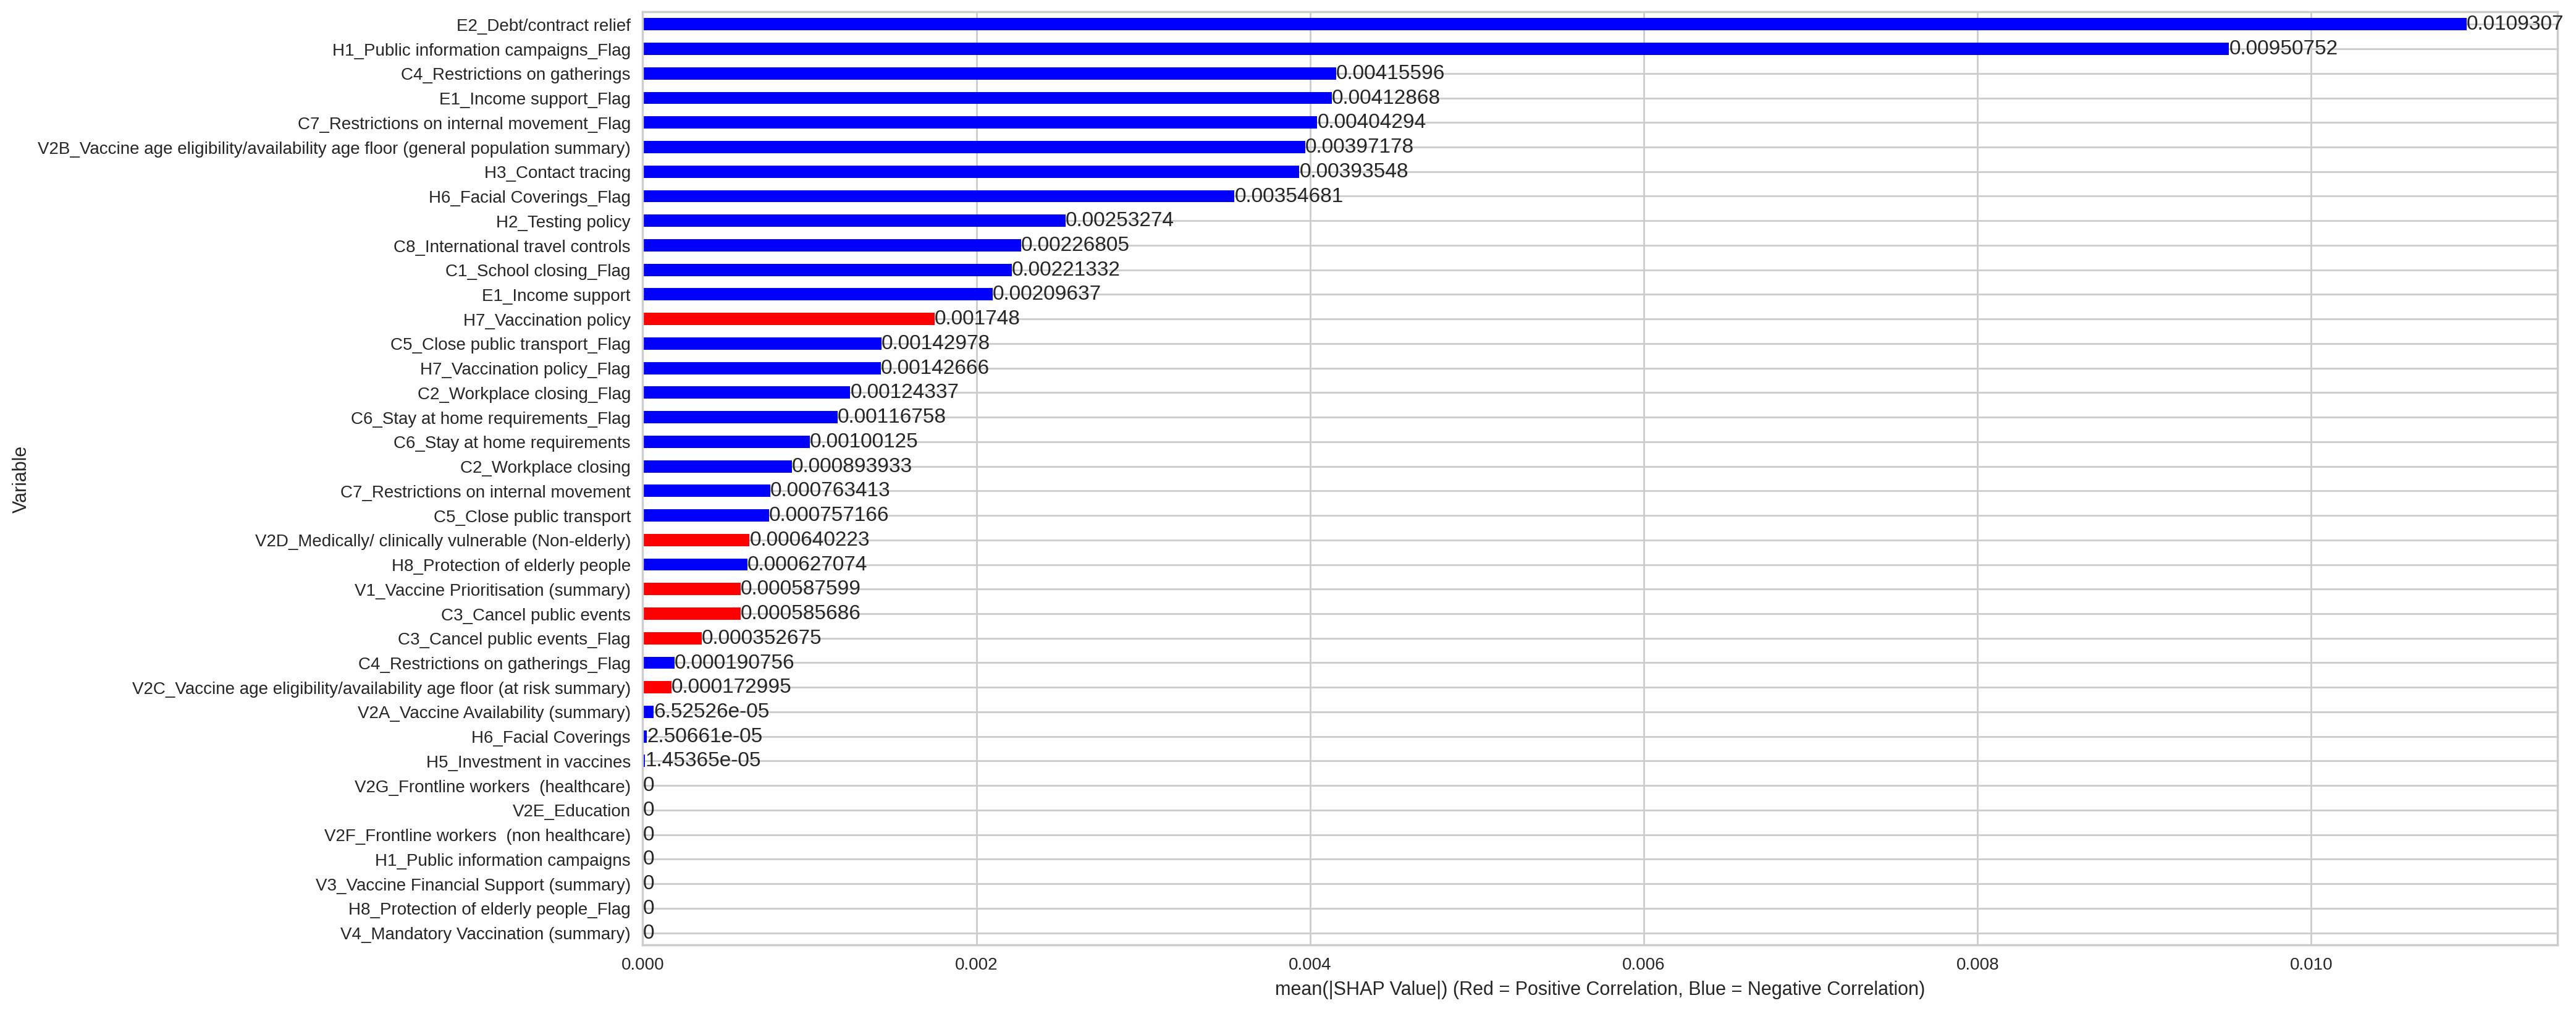 E2_Debt/contract relief 0.0109307
H1_Public information campaigns_Flag 0.00950752
C4_Restrictions on gatherings 0.00415596
E1_Income support_Flag 0.00412868
C7_Restrictions on internal movement_Flag 0.00404294
V2B_Vaccine age eligibility/availability age floor (general population summary) 0.00397178
H3_Contact tracing 0.00393548
H6_Facial Coverings_Flag 0.00354681
H2_Testing policy 0.00253274
C8_International travel controls 0.00226805
C1_School closing_Flag 0.00221332
E1_Income support 0.00209637
H7_Vaccination policy 0.001748
C5_Close public transport_Flag 0.00142978
H7_Vaccination policy_Flag 0.00142666
C2_Workplace closing_Flag 0.00124337
C6_Stay at home requirements_Flag 0.00116758
C6_Stay at home requirements 0.00100125
C2_Workplace closing 0.000893933
C7_Restrictions on internal movement 0.000763413
C5_Close public transport 0.000757166
V2D_Medically/ clinically vulnerable (Non-elderly) 0.000640223
H8_Protection of elderly people 0.000627074
V1_Vaccine Prioritisation (summary) 0.000587599
C3_Cancel public events 0.000585686
C3_Cancel public events_Flag 0.000352675
C4_Restrictions on gatherings_Flag 0.000190756
V2C_Vaccine age eligibility/availability age floor (at risk summary) 0.000172995
V2A_Vaccine Availability (summary) 6.52526e-05
H6_Facial Coverings 2.50661e-05
H5_Investment in vaccines 1.45365e-05
V2G_Frontline workers  (healthcare) 0
V2E_Education 0
V2F_Frontline workers  (non healthcare) 0
H1_Public information campaigns 0
V3_Vaccine Financial Support (summary) 0
H8_Protection of elderly people_Flag 0
V4_Mandatory Vaccination (summary) 0
Variable
0.000 0.002 0.004 0.006 0.008 0.010
mean(|SHAP Value|) (Red = Positive Correlation, Blue = Negative Correlation)